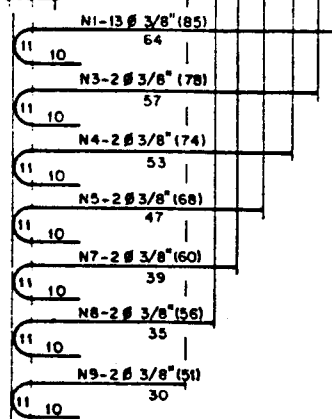 N1-13 Ø 3/8" (85)
64
11 10
N3-2 Ø 3/8" (78)
57
11 10
N4-2 Ø 3/8" (74)
53
11 10
N5-2 Ø 3/8" (68)
47
11 10
N7-2 Ø 3/8" (60)
39
11 10
N8-2 Ø 3/8" (56)
35
11 10
N9-2 Ø 3/8" (51)
30
11 10